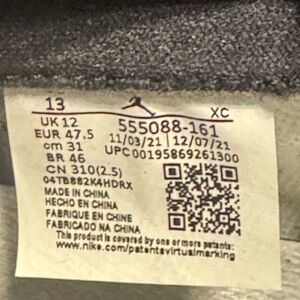 13 XC
UK 12 555088-161
EUR 47.5 11/03/21 | 12/07/21
cm 31 UPC00195869261300
BR 46
CN 310(2.5)
04TB882K4HDRX
MADE IN CHINA
HECHO EN CHINA
FABRIQUE EN CHINE
FABRICADO NA CHINA
This product is covered by one or more patents:
www.nike.com/patentsvirtualmarking